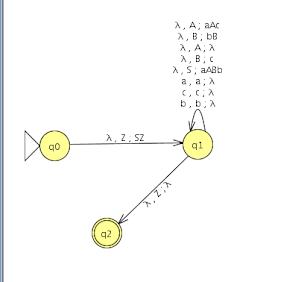 λ , A ; aAc
λ , B ; bB
λ , A ; λ
λ , B ; c
λ , S ; aABb
a , a ; λ
c , c ; λ
b , b ; λ
λ , Z ; SZ
q0
q1
λ , Z ; λ
q2